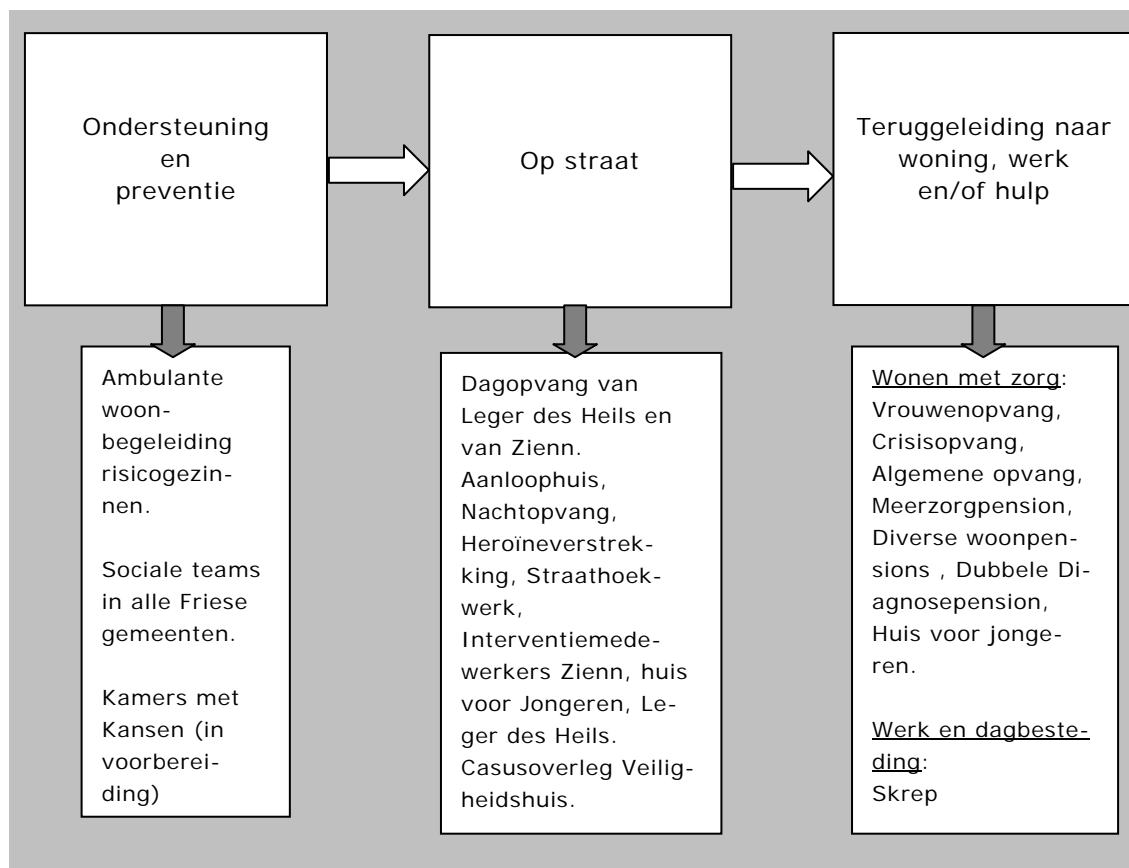 Ondersteuning
en
preventie
Op straat
Teruggeleiding naar
woning, werk
en/of hulp
Ambulante
woon-
begeleiding
risicogezin-
nen.
Sociale teams
in alle Friese
gemeenten.
Kamers met
Kansen (in
voorberei-
ding)
Dagopvang van
Leger des Heils en
van Zienn.
Aanloophuis,
Nachtopvang,
Heroïneverstrek-
king, Straathoek-
werk,
Interventiemede-
werkers Zienn, huis
voor Jongeren, Le-
ger des Heils.
Casusoverleg Veilig-
heidshuis.
Wonen met zorg:
Vrouwenopvang,
Crisisopvang,
Algemene opvang,
Meerzorgpension,
Diverse woonpen-
sions , Dubbele Di-
agnosepension,
Huis voor jonge-
ren.
Werk en dagbeste-
ding:
Skrep